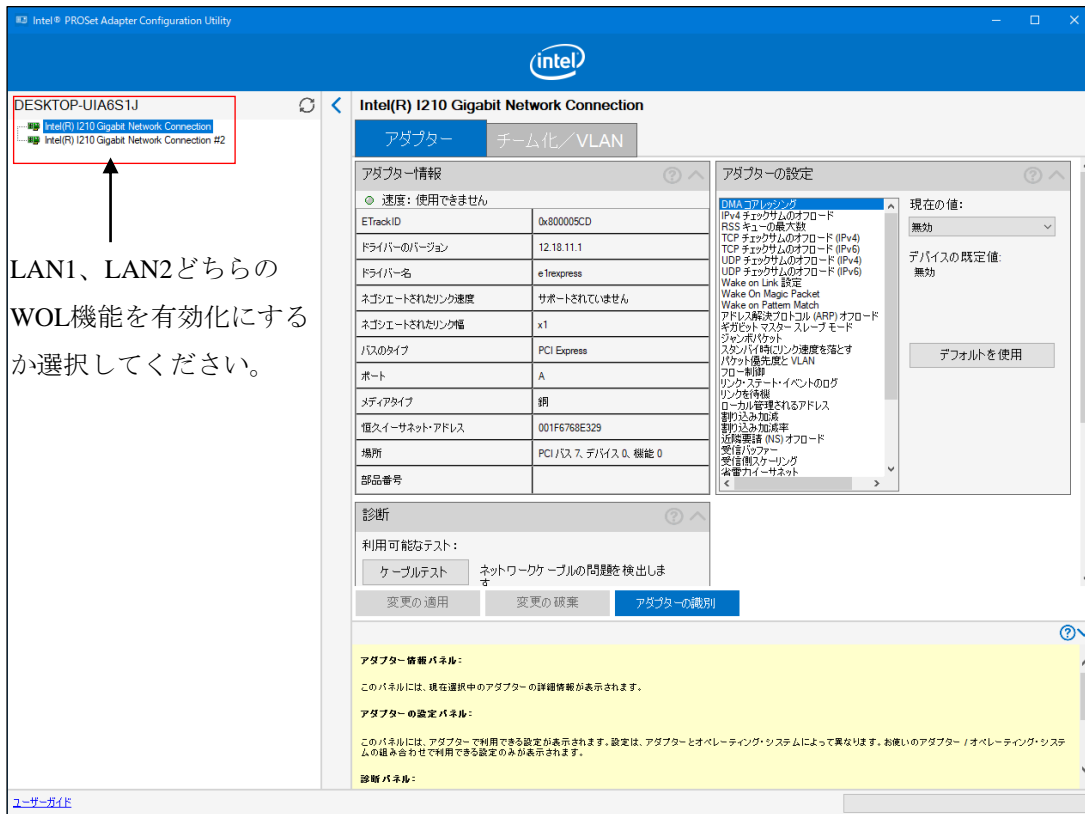 Intel® PROSet Adapter Configuration Utility
intel
DESKTOP-UIA6S1J
Intel(R) I210 Gigabit Network Connection
Intel(R) I210 Gigabit Network Connection #2
LAN1、LAN2どちらの
WOL機能を有効化にする
か選択してください。
Intel(R) I210 Gigabit Network Connection
アダプター
チーム化／VLAN
アダプター情報
速度: 使用できません
ETrackID 0x800005CD
ドライバーのバージョン 12.18.11.1
ドライバー名 e1rexpress
ネゴシエートされたリンク速度 サポートされていません
ネゴシエートされたリンク幅 x1
バスのタイプ PCI Express
ポート A
メディアタイプ 銅
恒久イーサネット・アドレス 001F6768E329
場所 PCI バス 7、デバイス 0、機能 0
部品番号
診断
利用可能なテスト:
ケーブルテスト
ネットワークケーブルの問題を検出しま
す
アダプターの設定
DMA コアレッシング
IPv4 チェックサムのオフロード
RSS キューの最大数
TCP チェックサムのオフロード (IPv4)
TCP チェックサムのオフロード (IPv6)
UDP チェックサムのオフロード (IPv4)
UDP チェックサムのオフロード (IPv6)
Wake on Link 設定
Wake On Magic Packet
Wake on Pattern Match
アドレス解決プロトコル (ARP) オフロード
ギガビット マスター スレーブ モード
ジャンボパケット
スタンバイ時にリンク速度を落とす
パケット優先度と VLAN
フロー制御
リンク・ステート・イベントのログ
リンクを待機
ローカル管理されるアドレス
割り込み加減
割り込み加減率
近隣要請 (NS) オフロード
受信バッファー
受信側スケーリング
省電力イーサネット
現在の値:
無効
デバイスの既定値:
無効
デフォルトを使用
変更の適用
変更の破棄
アダプターの識別
アダプター情報パネル:
このパネルには、現在選択中のアダプターの詳細情報が表示されます。
アダプターの設定パネル:
このパネルには、アダプターで利用できる設定が表示されます。設定は、アダプターとオペレーティング・システムによって異なります。お使いのアダプター / オペレーティング・システ
ムの組み合わせで利用できる設定のみが表示されます。
診断パネル:
ユーザーガイド